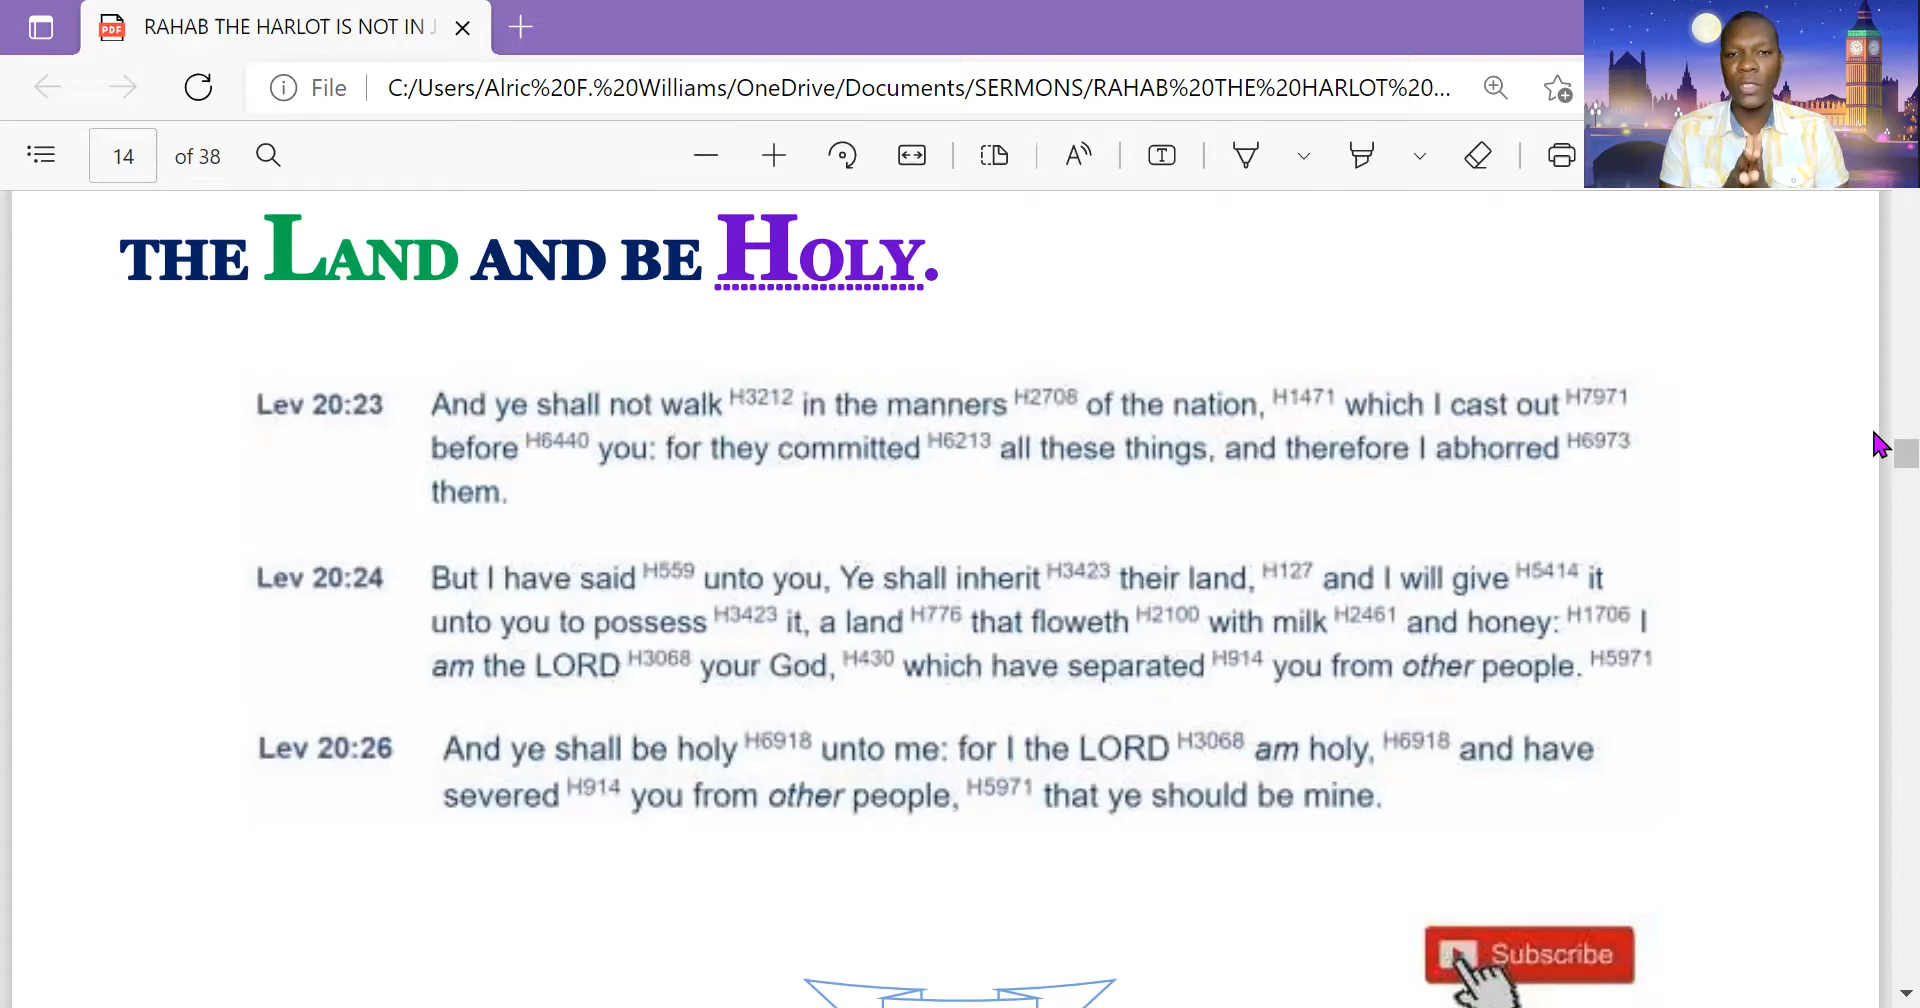 RAHAB THE HARLOT IS NOT IN J
File
C:/Users/Alric%20F.%20Williams/OneDrive/Documents/SERMONS/RAHAB%20THE%20HARLOT%20...
14 of 38
THE LAND AND BE HOLY.
Lev 20:23 And ye shall not walk H3212 in the manners H2708 of the nation, H1471 which I cast out H7971
before H6440 you: for they committed H6213 all these things, and therefore I abhorred H6973
them.
Lev 20:24 But I have said H559 unto you, Ye shall inherit H3423 their land, H127 and I will give H5414 it
unto you to possess H3423 it, a land H776 that floweth H2100 with milk H2461 and honey: H1706 I
am the LORD H3068 your God, H430 which have separated H914 you from other people. H5971
Lev 20:26 And ye shall be holy H6918 unto me: for I the LORD H3068 am holy, H6918 and have
severed H914 you from other people, H5971 that ye should be mine.
Subscribe